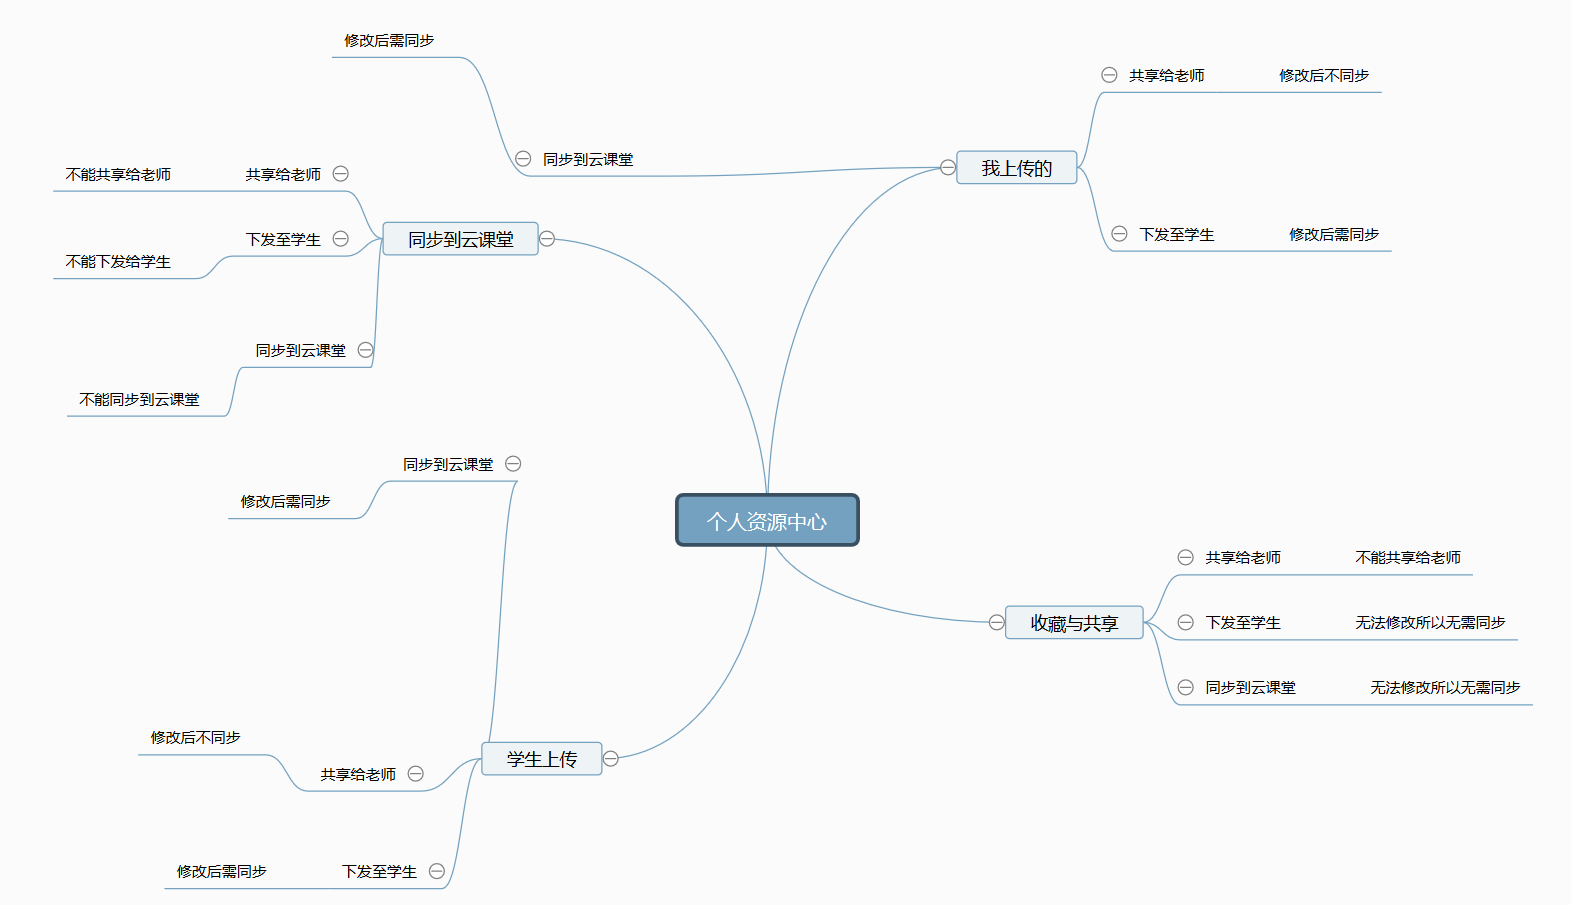 个人资源中心
我上传的
共享给老师
修改后不同步
下发至学生
修改后需同步
同步到云课堂
修改后需同步
收藏与共享
共享给老师
不能共享给老师
下发至学生
无法修改所以无需同步
同步到云课堂
无法修改所以无需同步
同步到云课堂
共享给老师
不能共享给老师
下发至学生
不能下发给学生
同步到云课堂
不能同步到云课堂
学生上传
同步到云课堂
修改后需同步
共享给老师
修改后不同步
下发至学生
修改后需同步